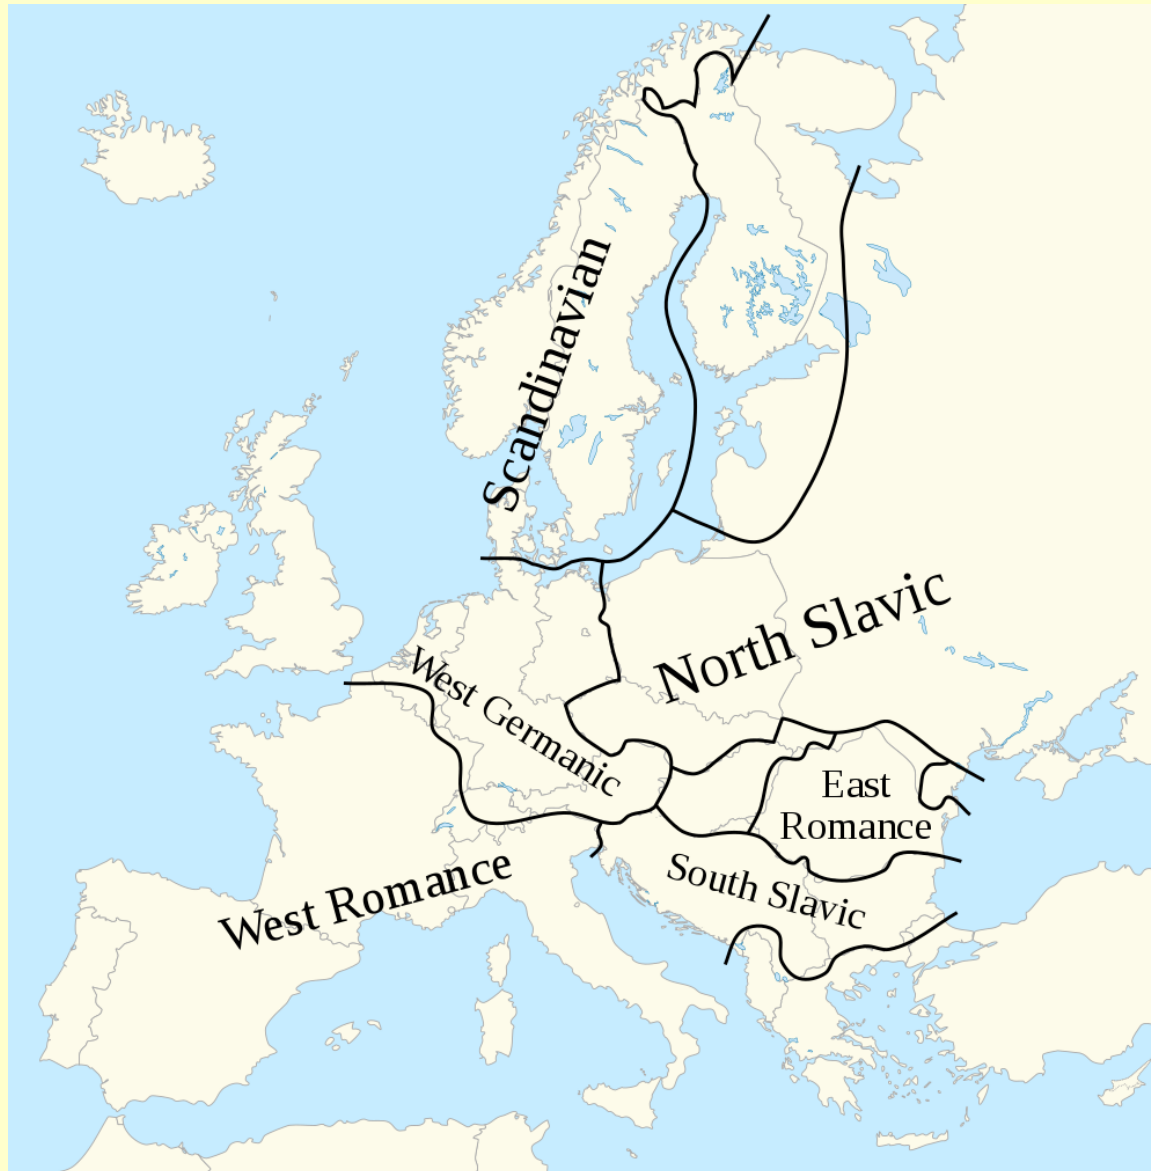 Scandinavian
North Slavic
West Germanic
East
Romance
West Romance
South Slavic